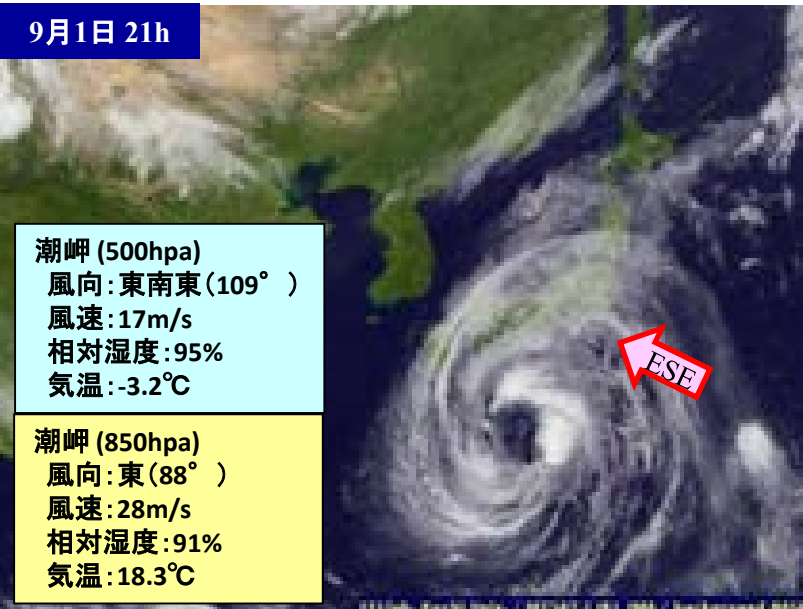 9月1日 21h
潮岬 (500hpa)
風向：東南東（109°）
風速：17m/s
相対湿度：95%
気温：-3.2℃
潮岬 (850hpa)
風向：東（88°）
風速：28m/s
相対湿度：91%
気温：18.3℃
ESE